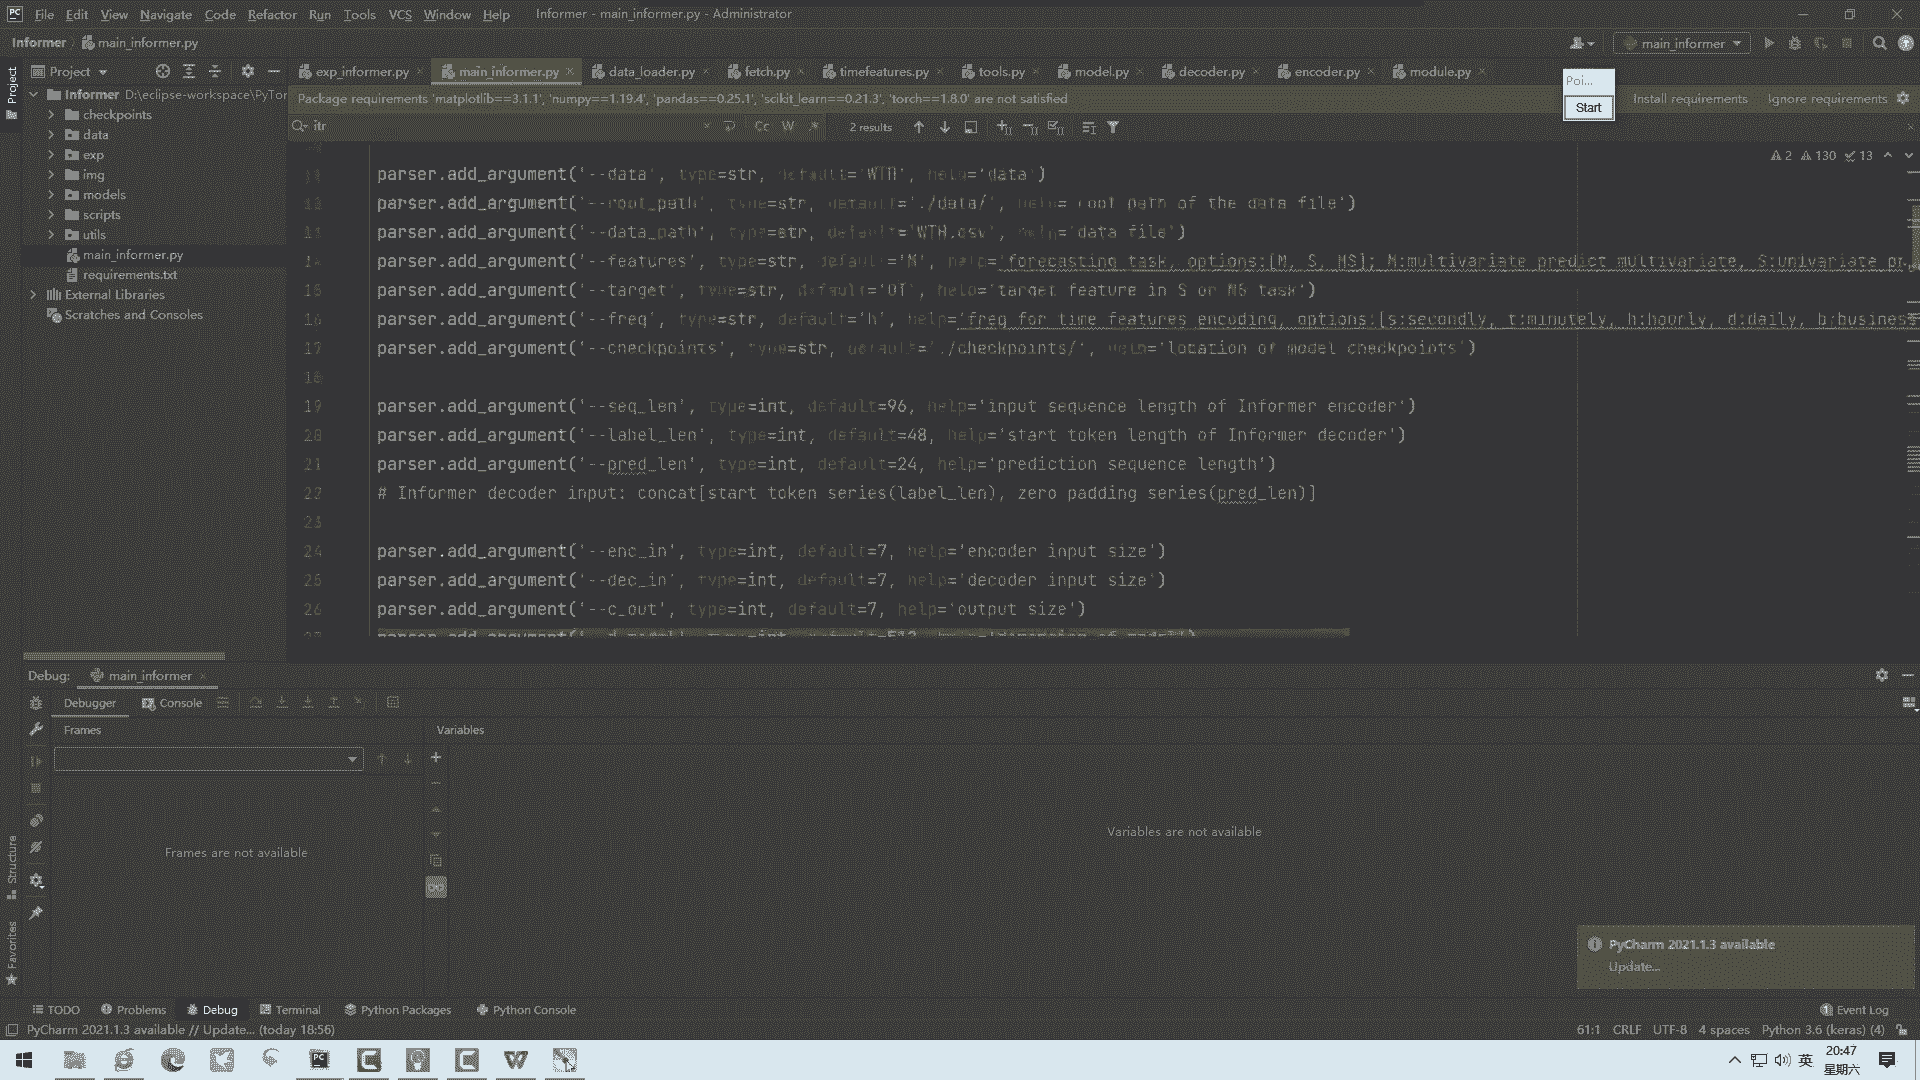 PC File Edit View Navigate Code Refactor Run Tools VCS Window Help Informer - main_informer.py - Administrator
Informer main_informer.py main_informer
Project
Project exp_informer.py main_informer.py data_loader.py fetch.py timefeatures.py tools.py model.py decoder.py encoder.py module.py
Poi...
Start
Informer D:\eclipse-workspace\PyTor
Package requirements 'matplotlib==3.1.1', 'numpy==1.19.4', 'pandas==0.25.1', 'scikit_learn==0.21.3', 'torch==1.8.0' are not satisfied Install requirements Ignore requirements
itr Cc W 2 results
2 130 13
checkpoints
data
exp
img
models
scripts
utils
main_informer.py
requirements.txt
External Libraries
Scratches and Consoles
parser.add_argument('--data', type=str, default='WTH', help='data')
parser.add_argument('--root_path', type=str, default='./data/', help='root path of the data file')
parser.add_argument('--data_path', type=str, default='WTH.csv', help='data file')
parser.add_argument('--features', type=str, default='M', help='forecasting task, options:[M, S, MS]; M:multivariate predict multivariate, S:univariate pr
15 parser.add_argument('--target', type=str, default='OT', help='target feature in S or MS task')
16 parser.add_argument('--freq', type=str, default='h', help='freq for time features encoding, options:[s:secondly, t:minutely, h:hourly, d:daily, b:business
17 parser.add_argument('--checkpoints', type=str, default='./checkpoints/', help='location of model checkpoints')
18
19 parser.add_argument('--seq_len', type=int, default=96, help='input sequence length of Informer encoder')
20 parser.add_argument('--label_len', type=int, default=48, help='start token length of Informer decoder')
21 parser.add_argument('--pred_len', type=int, default=24, help='prediction sequence length')
22 # Informer decoder input: concat[start token series(label_len), zero padding series(pred_len)]
23
24 parser.add_argument('--enc_in', type=int, default=7, help='encoder input size')
25 parser.add_argument('--dec_in', type=int, default=7, help='decoder input size')
26 parser.add_argument('--c_out', type=int, default=7, help='output size')
Debug: main_informer
Debugger Console
Frames Variables
Frames are not available
Variables are not available
Structure
Favorites
PyCharm 2021.1.3 available
Update...
TODO Problems Debug Terminal Python Packages Python Console 1 Event Log
PyCharm 2021.1.3 available // Update... (today 18:56) 61:1 CRLF UTF-8 4 spaces Python 3.6 (keras) (4)
英 20:47
星期六